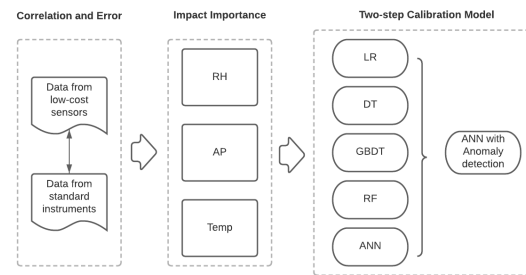 Correlation and Error
Impact Importance
Two-step Calibration Model
Data from
low-cost
sensors
Data from
standard
instruments
RH
AP
Temp
LR
DT
GBDT
RF
ANN
ANN with
Anomaly
detection